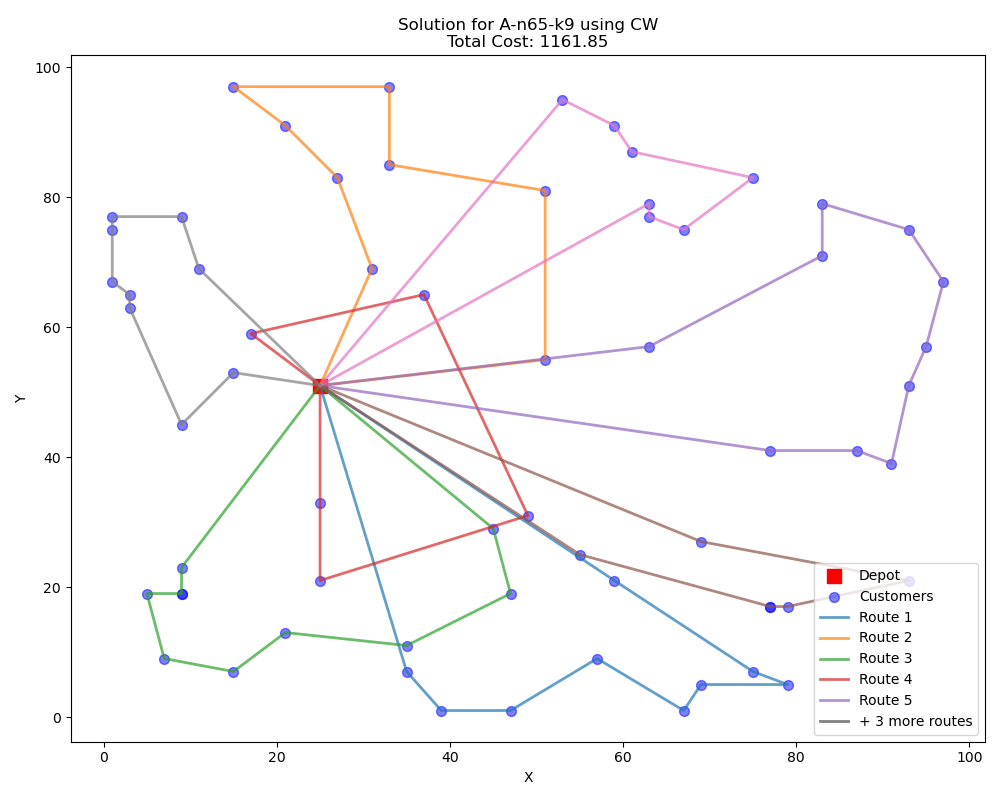 Solution for A-n65-k9 using CW
Total Cost: 1161.85
100
80
60
40
20
0
Y
0
20
40
60
80
100
X
Depot
Customers
Route 1
Route 2
Route 3
Route 4
Route 5
+ 3 more routes